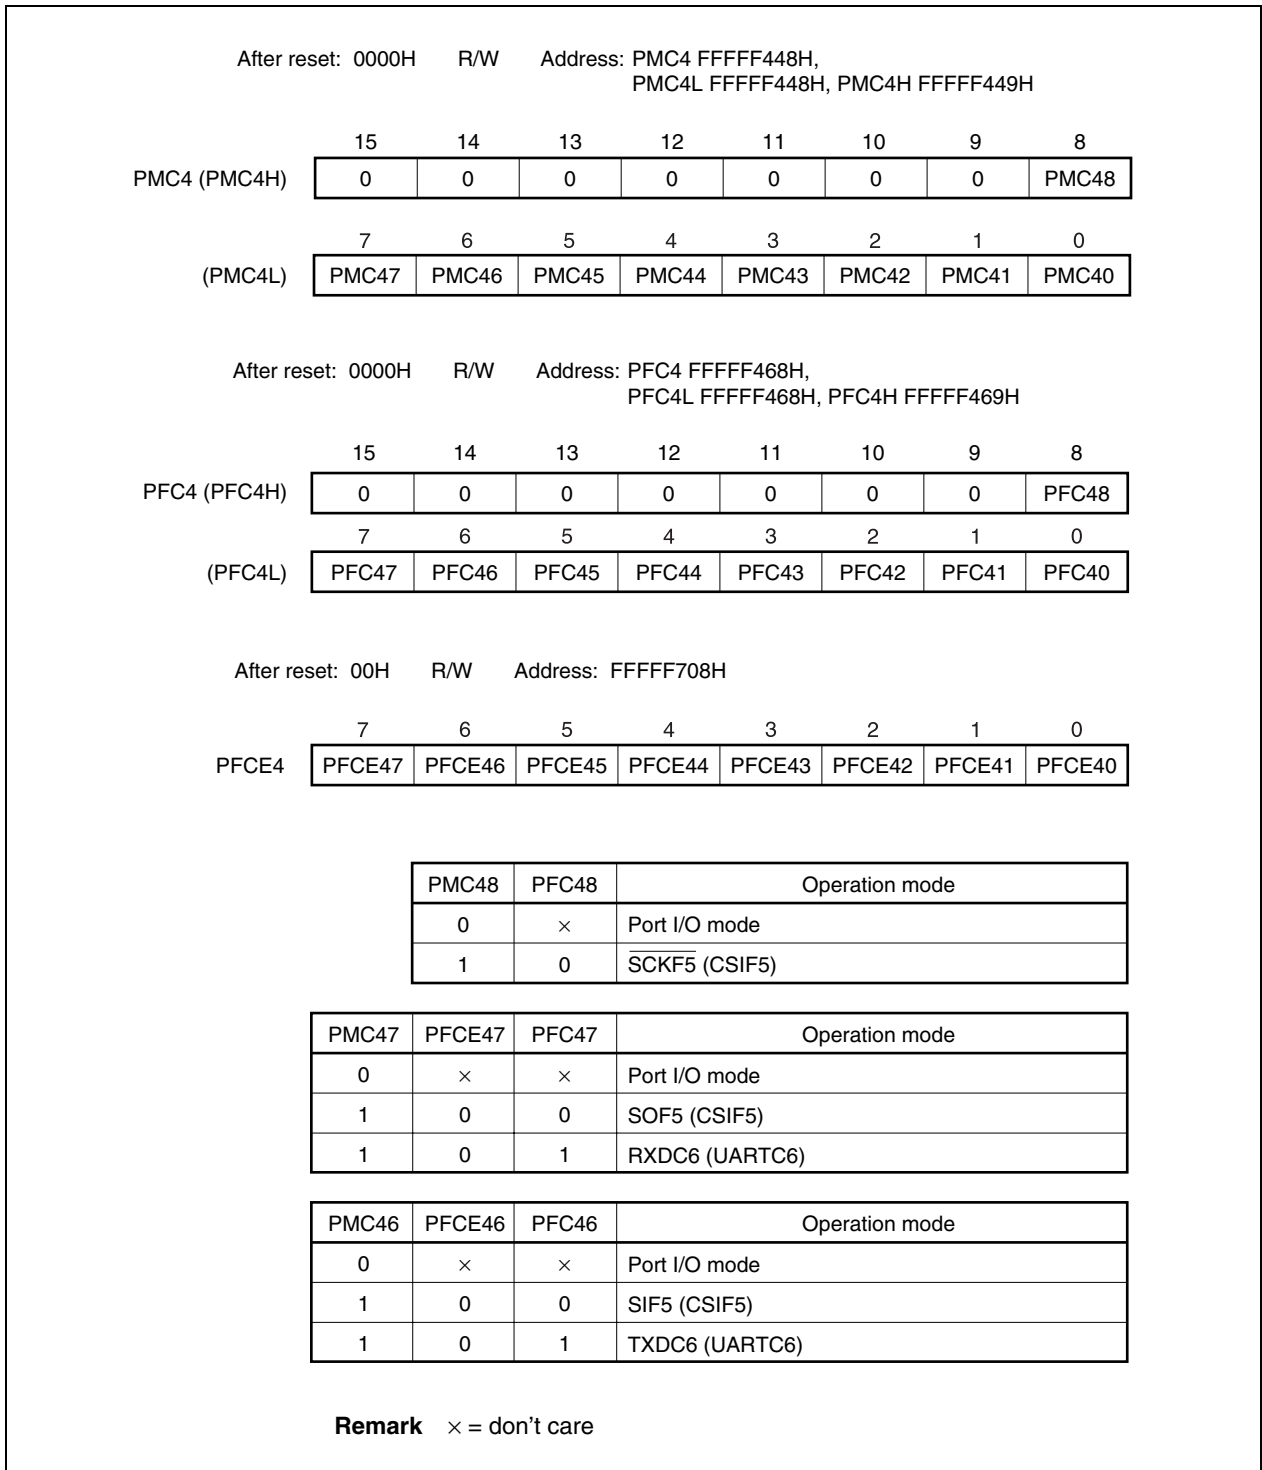 After reset: 0000H R/W Address: PMC4 FFFFF448H,
PMC4L FFFFF448H, PMC4H FFFFF449H
15 14 13 12 11 10 9 8
PMC4 (PMC4H) 0 0 0 0 0 0 0 PMC48
7 6 5 4 3 2 1 0
(PMC4L) PMC47 PMC46 PMC45 PMC44 PMC43 PMC42 PMC41 PMC40
After reset: 0000H R/W Address: PFC4 FFFFF468H,
PFC4L FFFFF468H, PFC4H FFFFF469H
15 14 13 12 11 10 9 8
PFC4 (PFC4H) 0 0 0 0 0 0 0 PFC48
7 6 5 4 3 2 1 0
(PFC4L) PFC47 PFC46 PFC45 PFC44 PFC43 PFC42 PFC41 PFC40
After reset: 00H R/W Address: FFFFF708H
7 6 5 4 3 2 1 0
PFCE4 PFCE47 PFCE46 PFCE45 PFCE44 PFCE43 PFCE42 PFCE41 PFCE40
PMC48 PFC48 Operation mode
0 × Port I/O mode
1 0 S̅C̅K̅F̅5̅ (CSIF5)
PMC47 PFCE47 PFC47 Operation mode
0 × × Port I/O mode
1 0 0 SOF5 (CSIF5)
1 0 1 RXDC6 (UARTC6)
PMC46 PFCE46 PFC46 Operation mode
0 × × Port I/O mode
1 0 0 SIF5 (CSIF5)
1 0 1 TXDC6 (UARTC6)
Remark × = don't care